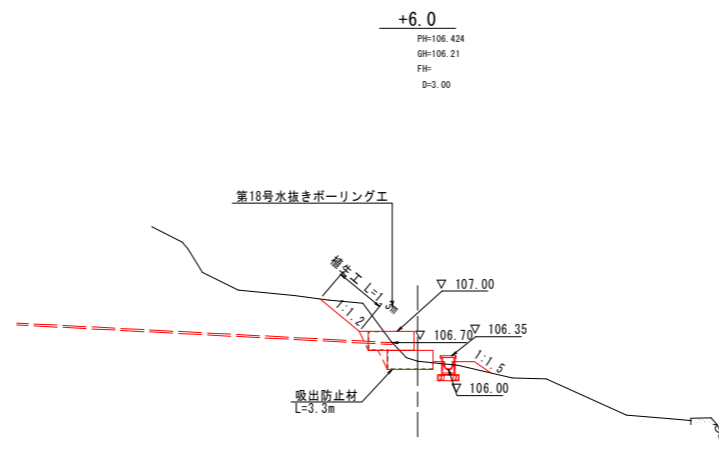 +6.0
PH=106.424
GH=106.21
FH=
D=3.00
第18号水抜きボーリング工
植生工 L=1.3m
1:1.2
▽ 107.00
▽ 106.70
▽ 106.35
1:1.5
▽ 106.00
吸出防止材
L=3.3m